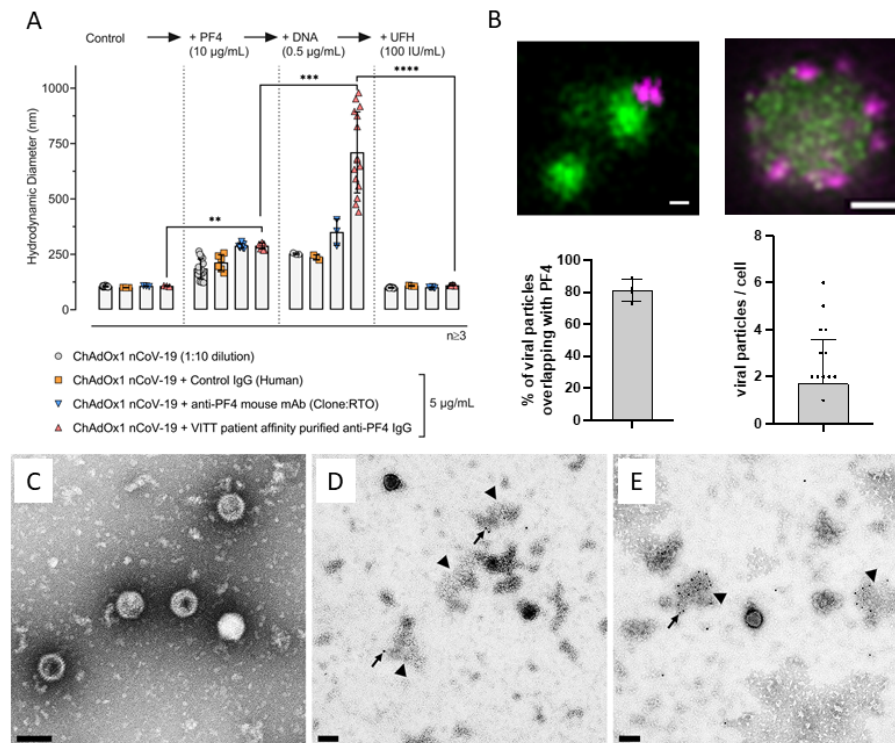 A
Control
+ PF4
(10 µg/mL)
+ DNA
(0.5 µg/mL)
+ UFH
(100 IU/mL)
Hydrodynamic Diameter (nm)
1000
750
500
250
0
**
***
****
n≥3
ChAdOx1 nCoV-19 (1:10 dilution)
ChAdOx1 nCoV-19 + Control IgG (Human)
ChAdOx1 nCoV-19 + anti-PF4 mouse mAb (Clone:RTO)
ChAdOx1 nCoV-19 + VITT patient affinity purified anti-PF4 IgG
5 µg/mL
B
% of viral particles
overlapping with PF4
100
80
60
40
20
0
viral particles / cell
8
6
4
2
0
C
D
E